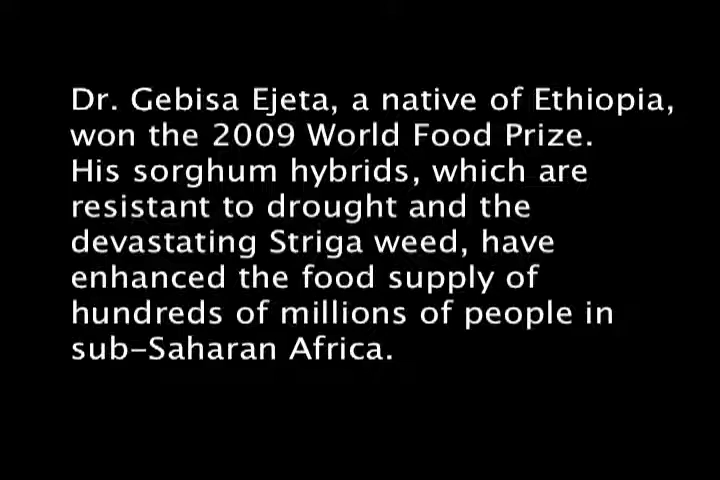 Dr. Gebisa Ejeta, a native of Ethiopia,
won the 2009 World Food Prize.
His sorghum hybrids, which are
resistant to drought and the
devastating Striga weed, have
enhanced the food supply of
hundreds of millions of people in
sub-Saharan Africa.